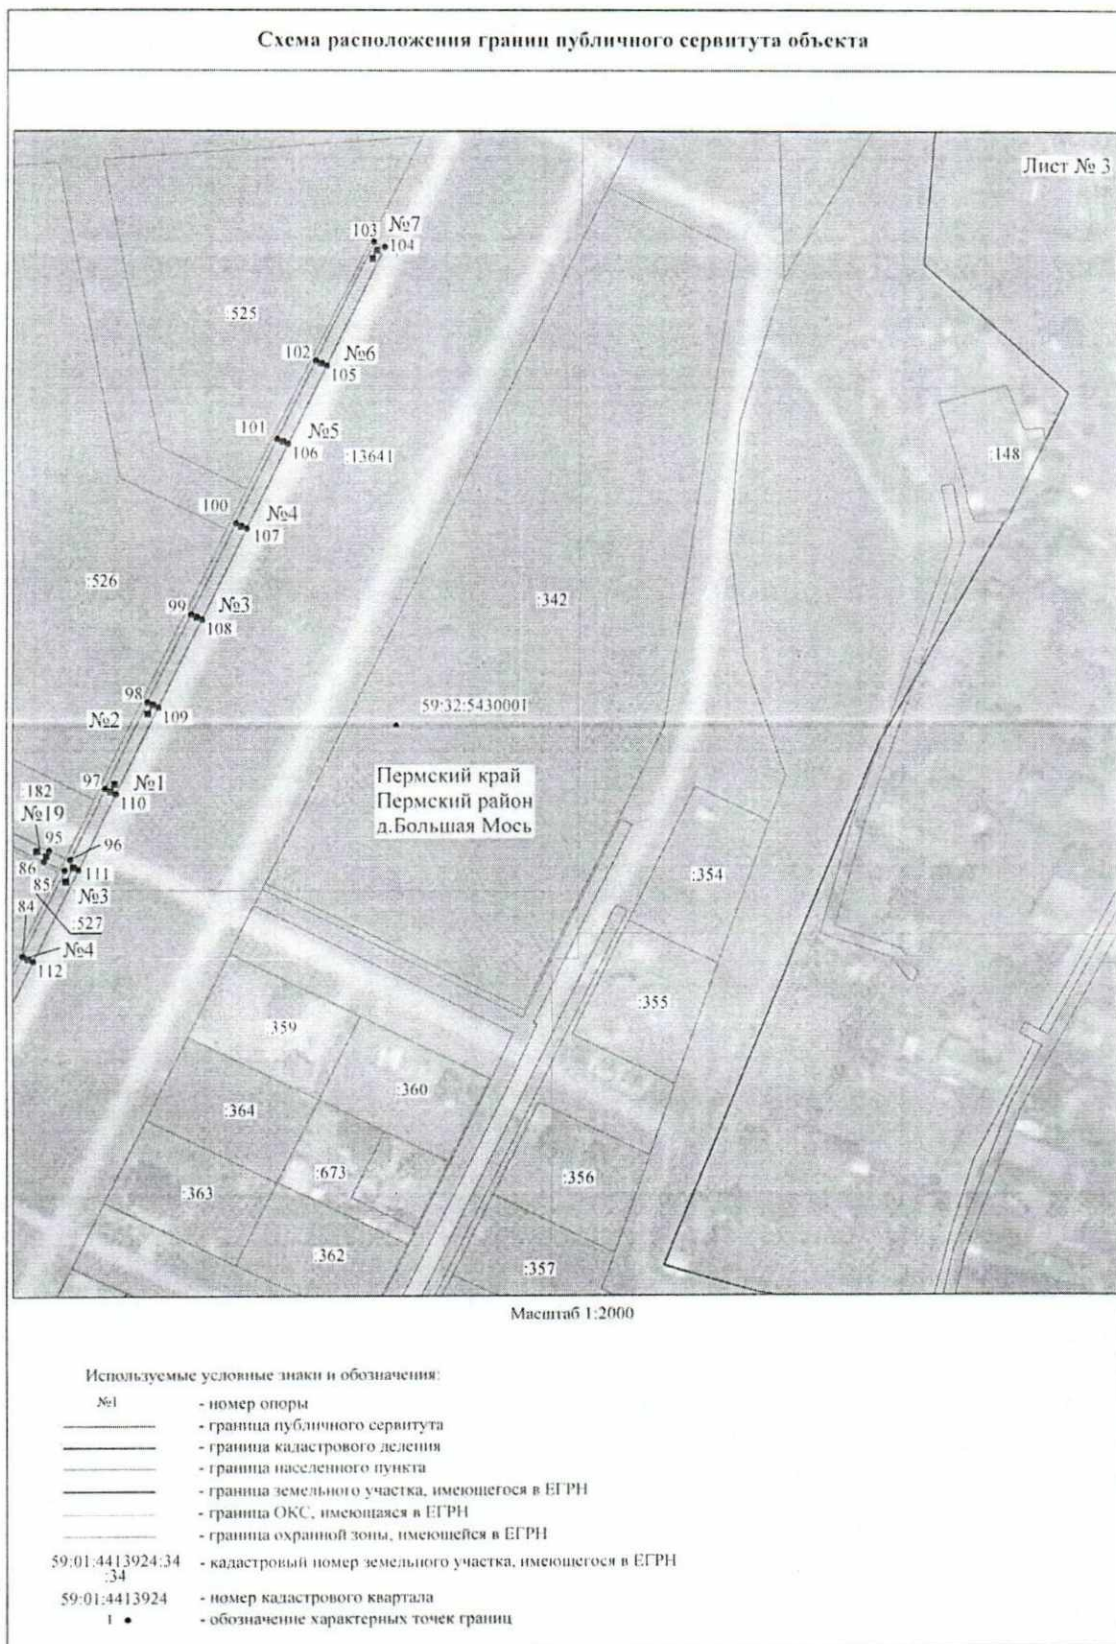 Схема расположения границ публичного сервитута объекта
Лист № 3
103
№7
104
:525
102
№6
105
101
№5
106
:13641
:148
100
№4
107
:526
:342
99
№3
108
98
59:32:5430001
№2
109
Пермский край
Пермский район
д.Большая Мось
97
№1
110
:182
№19
95
96
86
111
85
№3
:354
:527
84
№4
112
:355
:359
:360
:364
:673
:356
:363
:362
:357
Масштаб 1:2000
Используемые условные знаки и обозначения:
№1 - номер опоры
- граница публичного сервитута
- граница кадастрового деления
- граница населенного пункта
- граница земельного участка, имеющегося в ЕГРН
- граница ОКС, имеющаяся в ЕГРН
- граница охранной зоны, имеющейся в ЕГРН
59:01:4413924:34 - кадастровый номер земельного участка, имеющегося в ЕГРН
:34
59:01:4413924 - номер кадастрового квартала
1 ● - обозначение характерных точек границ